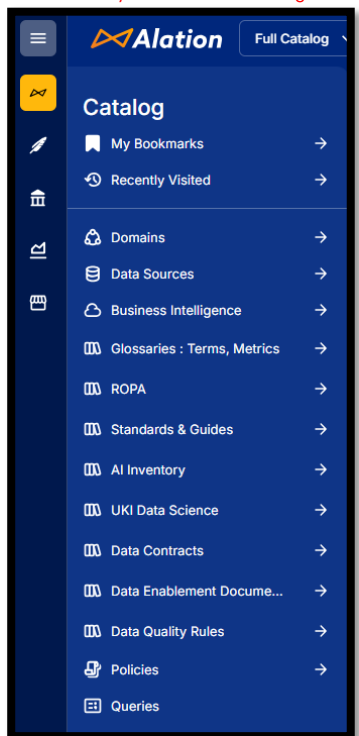 Alation
Full Catalog
Catalog
My Bookmarks
Recently Visited
Domains
Data Sources
Business Intelligence
Glossaries : Terms, Metrics
ROPA
Standards & Guides
AI Inventory
UKI Data Science
Data Contracts
Data Enablement Docume...
Data Quality Rules
Policies
Queries